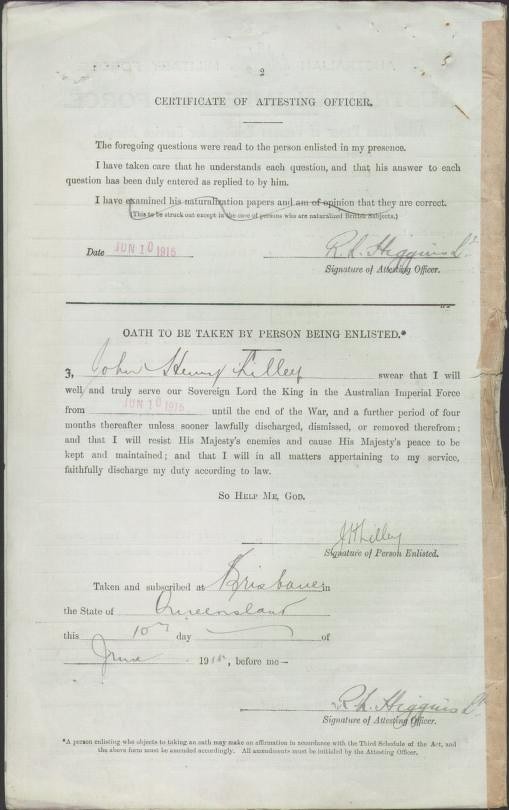 2
CERTIFICATE OF ATTESTING OFFICER.
The foregoing questions were read to the person enlisted in my presence.
I have taken care that he understands each question, and that his answer to each
question has been duly entered as replied to by him.
I have examined his naturalization papers and am of opinion that they are correct.
(This to be struck out except in the case of persons who are naturalized British Subjects.)
Date JUN 10 1916
R. L. Higgins Lt
Signature of Attesting Officer.
OATH TO BE TAKEN BY PERSON BEING ENLISTED.*
I, John Henry Lilley swear that I will
well and truly serve our Sovereign Lord the King in the Australian Imperial Force
from JUN 10 1916 until the end of the War, and a further period of four
months thereafter unless sooner lawfully discharged, dismissed, or removed therefrom;
and that I will resist His Majesty's enemies and cause His Majesty's peace to be
kept and maintained; and that I will in all matters appertaining to my service,
faithfully discharge my duty according to law.
SO HELP ME, GOD.
J H Lilley
Signature of Person Enlisted.
Taken and subscribed at Brisbane in
the State of Queensland
this 10th day of
June 191 , before me—
R. L. Higgins Lt
Signature of Attesting Officer.
*A person enlisting who objects to taking an oath may make an affirmation in accordance with the Third Schedule of the Act, and
the above form must be amended accordingly. All amendments must be initialed by the Attesting Officer.